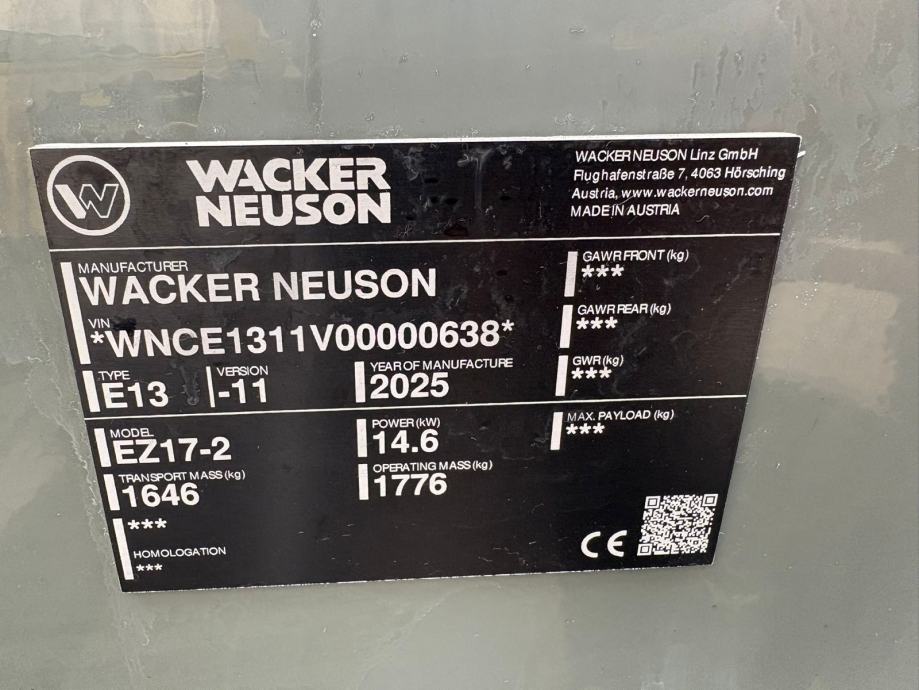 WACKER
NEUSON
WACKER NEUSON Linz GmbH
Flughafenstraße 7, 4063 Hörsching
Austria, www.wackerneuson.com
MADE IN AUSTRIA
MANUFACTURER
WACKER NEUSON
VIN
*WNCE1311V00000638*
TYPE
E13
VERSION
-11
YEAR OF MANUFACTURE
2025
GAWR FRONT (kg)
***
GAWR REAR (kg)
***
GWR (kg)
***
MODEL
EZ17-2
POWER (kW)
14.6
MAX. PAYLOAD (kg)
***
TRANSPORT MASS (kg)
1646
OPERATING MASS (kg)
1776
***
HOMOLOGATION
***
CE